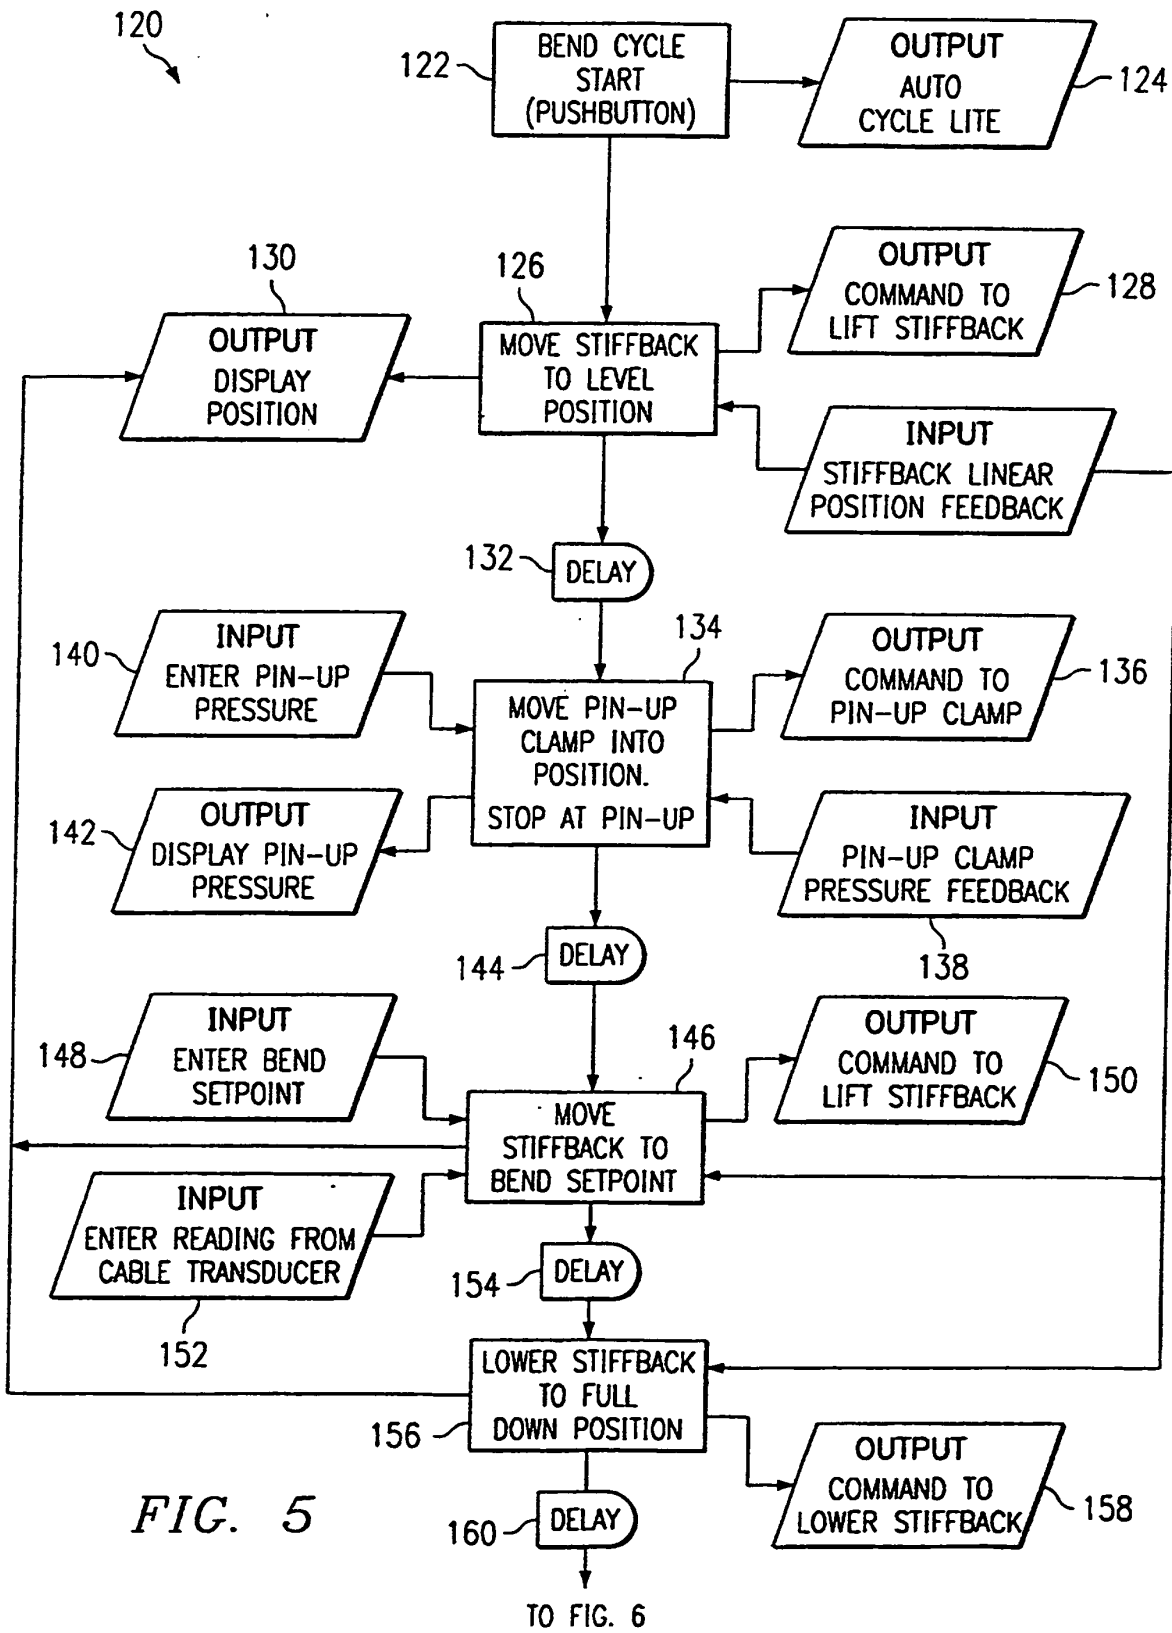 120
122
BEND CYCLE
START
(PUSHBUTTON)
OUTPUT
AUTO
CYCLE LITE
124
130
OUTPUT
DISPLAY
POSITION
126
MOVE STIFFBACK
TO LEVEL
POSITION
OUTPUT
COMMAND TO
LIFT STIFFBACK
128
INPUT
STIFFBACK LINEAR
POSITION FEEDBACK
132
DELAY
140
INPUT
ENTER PIN-UP
PRESSURE
134
MOVE PIN-UP
CLAMP INTO
POSITION.
STOP AT PIN-UP
OUTPUT
COMMAND TO
PIN-UP CLAMP
136
142
OUTPUT
DISPLAY PIN-UP
PRESSURE
INPUT
PIN-UP CLAMP
PRESSURE FEEDBACK
138
144
DELAY
148
INPUT
ENTER BEND
SETPOINT
146
MOVE
STIFFBACK TO
BEND SETPOINT
OUTPUT
COMMAND TO
LIFT STIFFBACK
150
INPUT
ENTER READING FROM
CABLE TRANSDUCER
152
154
DELAY
LOWER STIFFBACK
TO FULL
DOWN POSITION
156
OUTPUT
COMMAND TO
LOWER STIFFBACK
158
160
DELAY
FIG. 5
TO FIG. 6